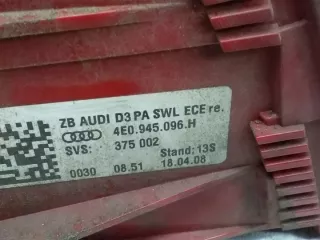 ZB AUDI D3 PA SWL ECE re.
4E0.945.096.H
SVS: 375 002
Stand: 13S
0030 08.51 18.04.08